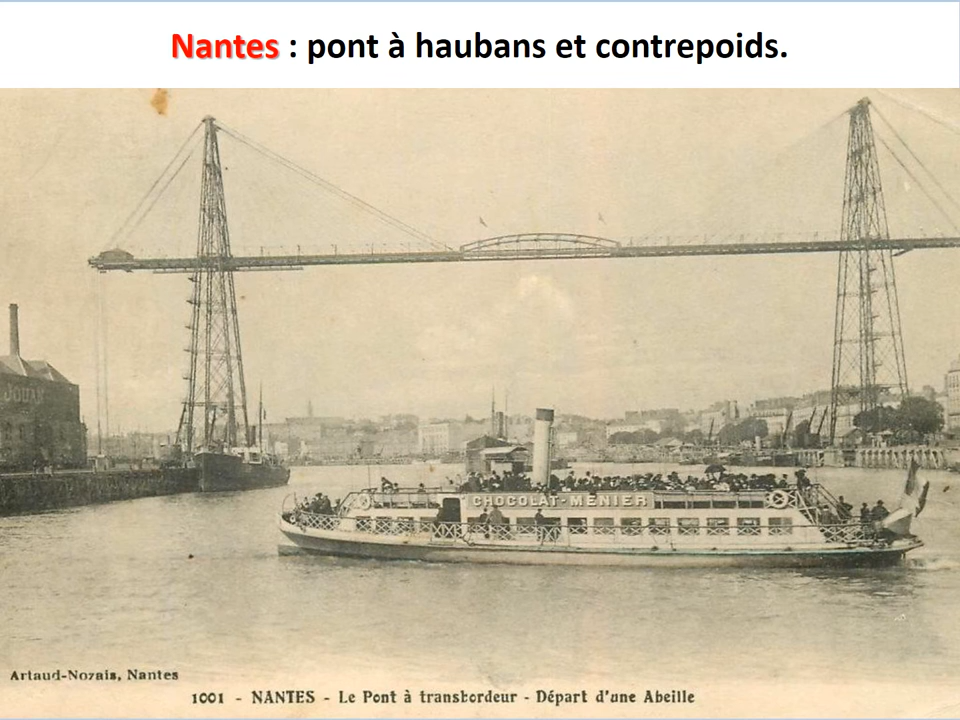 Nantes : pont à haubans et contrepoids.
CHOCOLAT-MENIER
Artaud-Nozais, Nantes
1001 - NANTES - Le Pont à transbordeur - Départ d'une Abeille